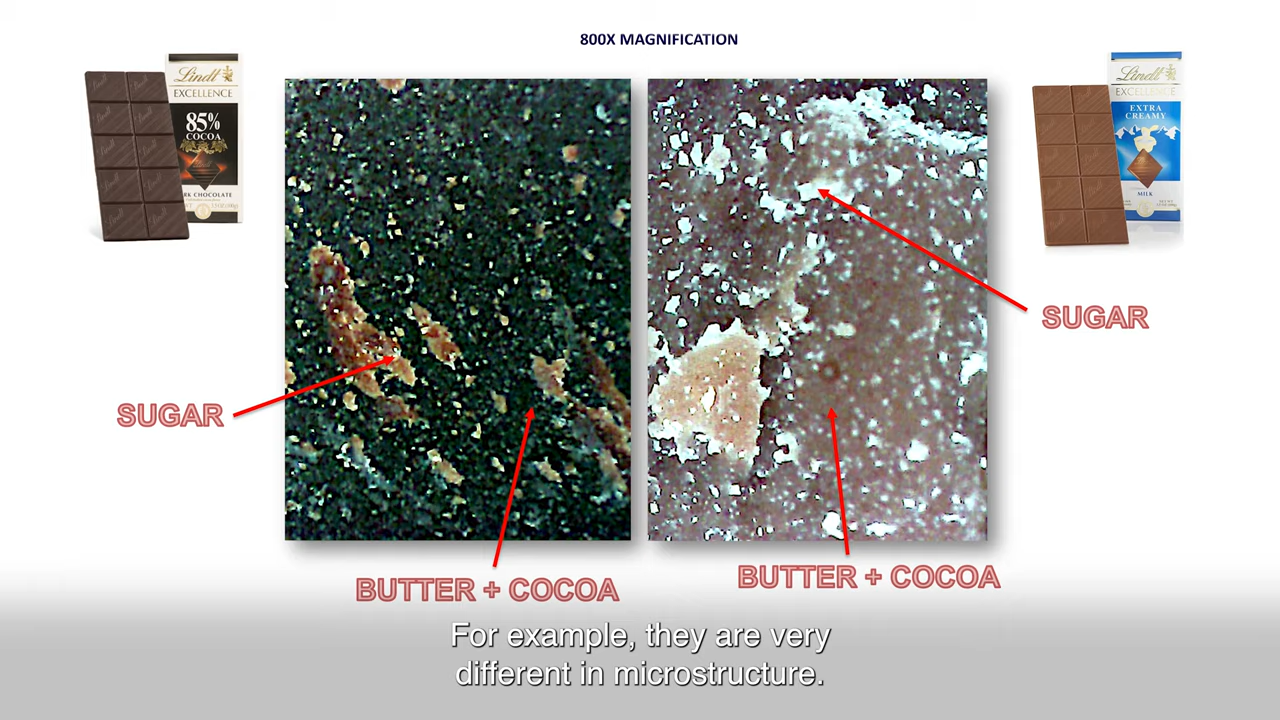 800X MAGNIFICATION
Lindt
EXCELLENCE
85%
COCOA
RK CHOCOLATE
Lindt
EXCELLENCE
EXTRA
CREAMY
MILK
SUGAR
SUGAR
BUTTER + COCOA
BUTTER + COCOA
For example, they are very
different in microstructure.